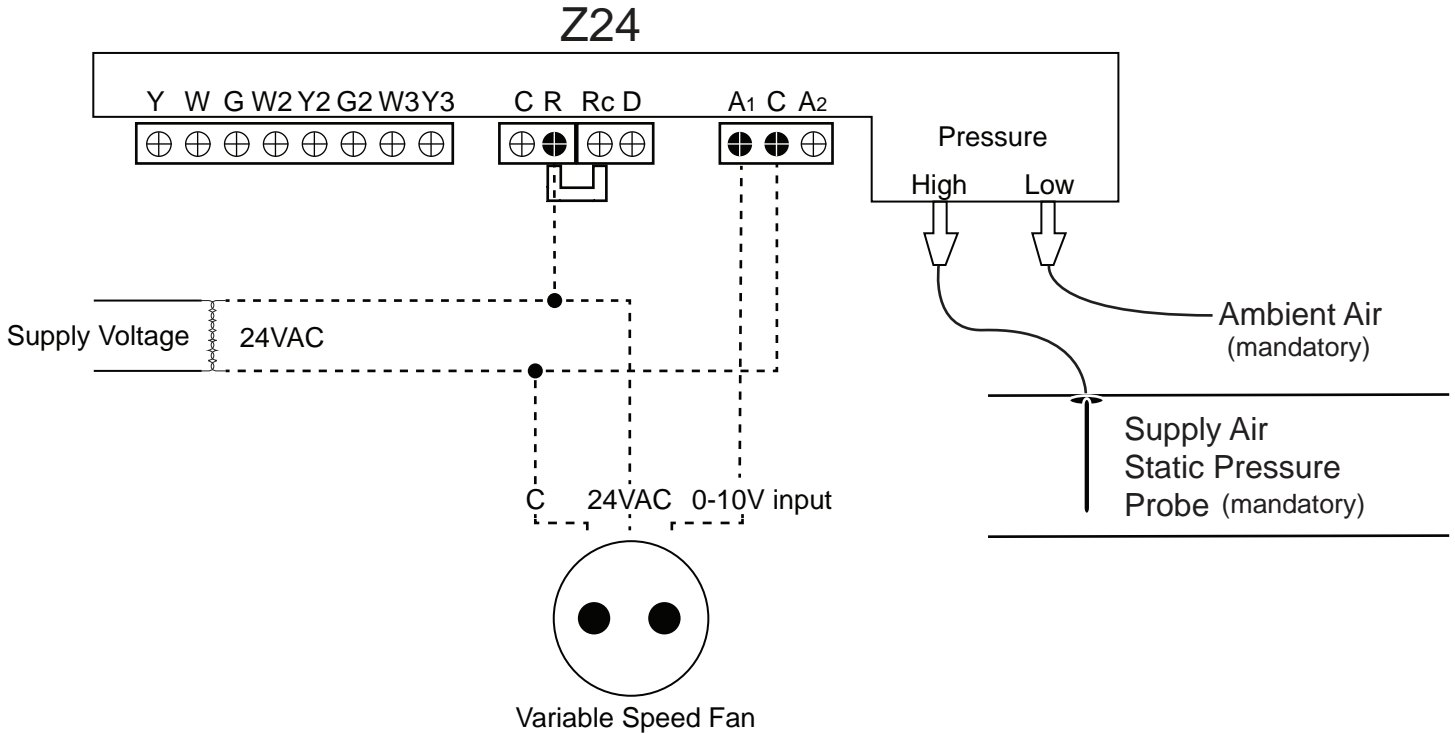 Z24
Y W G W2 Y2 G2 W3 Y3 C R Rc D A1 C A2
Pressure
High Low
Supply Voltage 24VAC
Ambient Air
(mandatory)
Supply Air
Static Pressure
Probe (mandatory)
C 24VAC 0-10V input
Variable Speed Fan